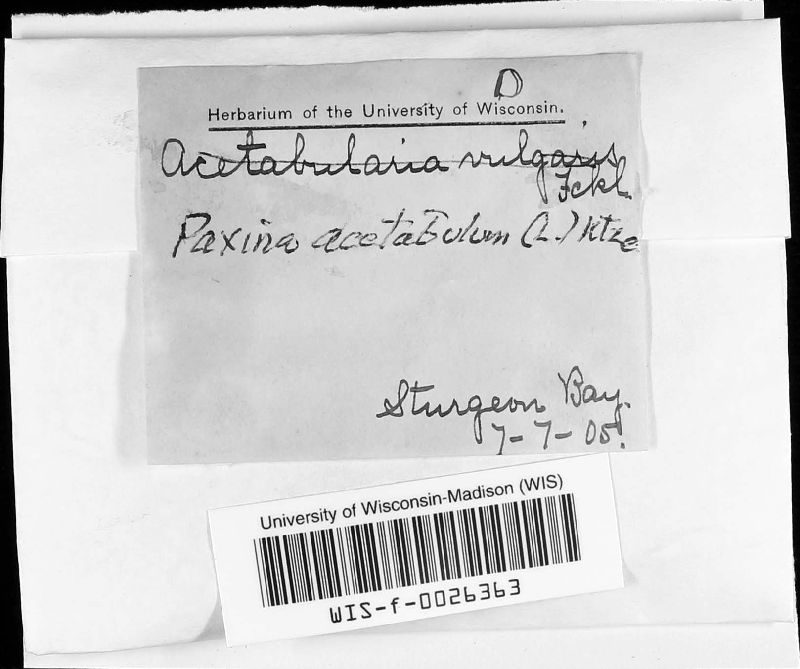 D
Herbarium of the University of Wisconsin.
Acetabularia vulgaris
Fckl.
Paxina acetabulum (L.) Ktze
Sturgeon Bay.
7-7-05.
University of Wisconsin-Madison (WIS)
WIS-f-0026363